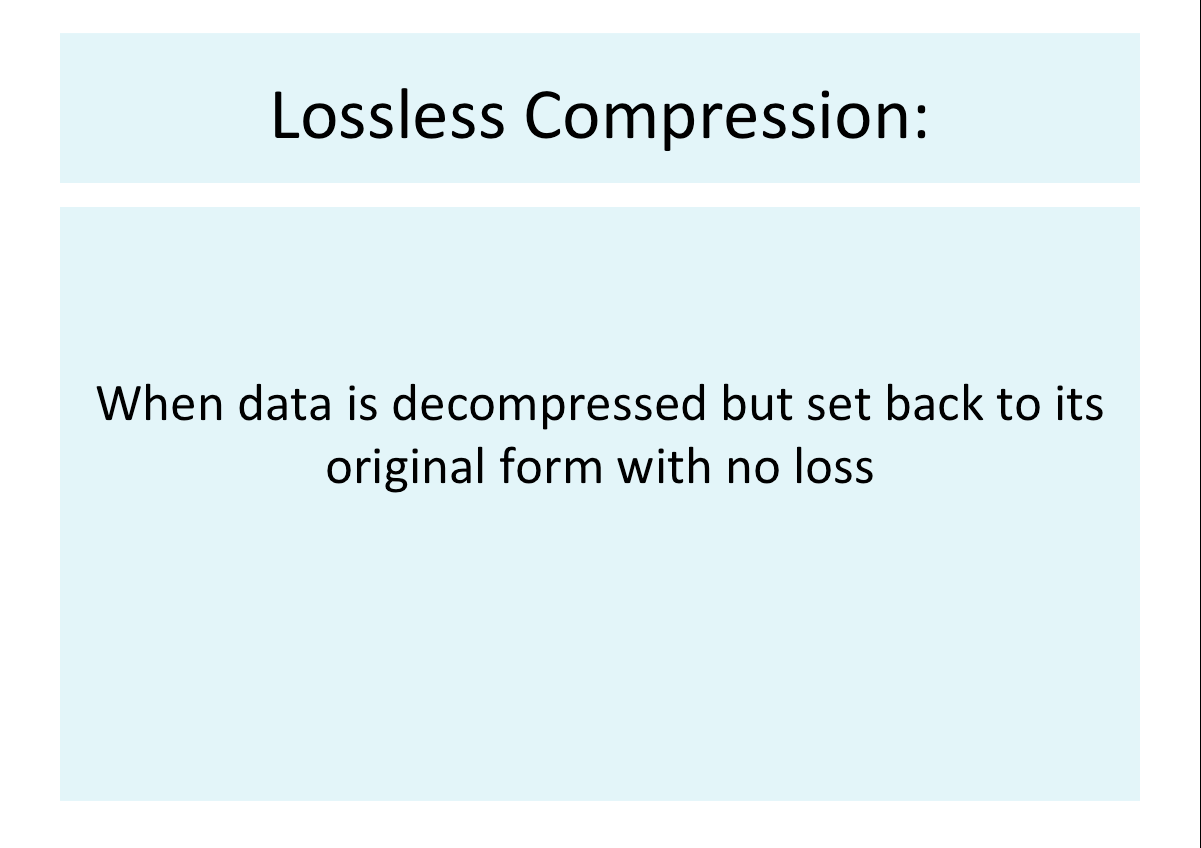 Lossless Compression:
When data is decompressed but set back to its
original form with no loss